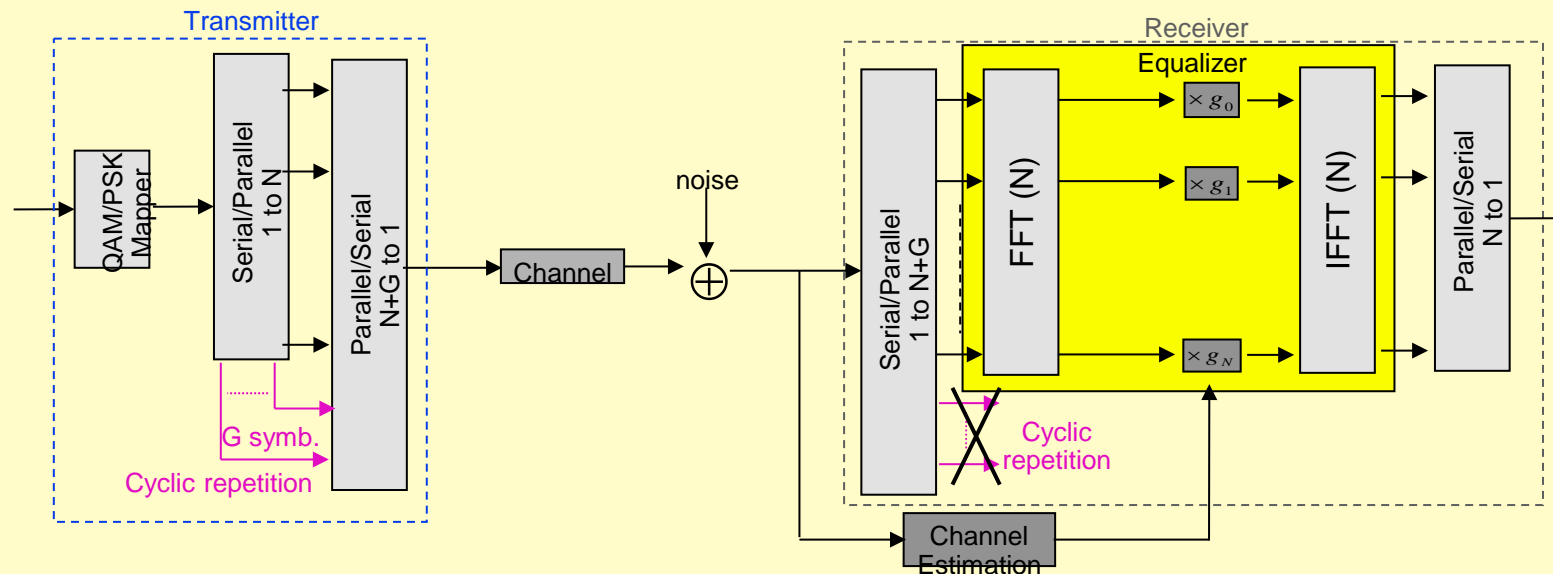 Transmitter
QAM/PSK
Mapper
Serial/Parallel
1 to N
Parallel/Serial
N+G to 1
G symb.
Cyclic repetition
Channel
noise
Receiver
Serial/Parallel
1 to N+G
Equalizer
FFT (N)
× g₀
× g₁
× g_N
IFFT (N)
Parallel/Serial
N to 1
Cyclic
repetition
Channel
Estimation